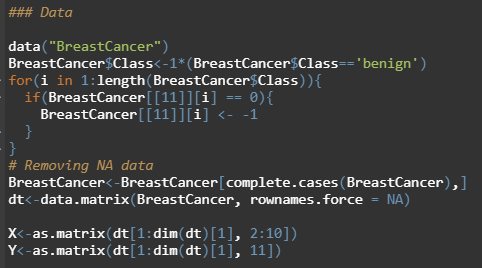 ### Data
data("BreastCancer")
BreastCancer$Class<-1*(BreastCancer$Class=='benign')
for(i in 1:length(BreastCancer$Class)){
  if(BreastCancer[[11]][i] == 0){
    BreastCancer[[11]][i] <- -1
  }
}
# Removing NA data
BreastCancer<-BreastCancer[complete.cases(BreastCancer),]
dt<-data.matrix(BreastCancer, rownames.force = NA)
X<-as.matrix(dt[1:dim(dt)[1], 2:10])
Y<-as.matrix(dt[1:dim(dt)[1], 11])